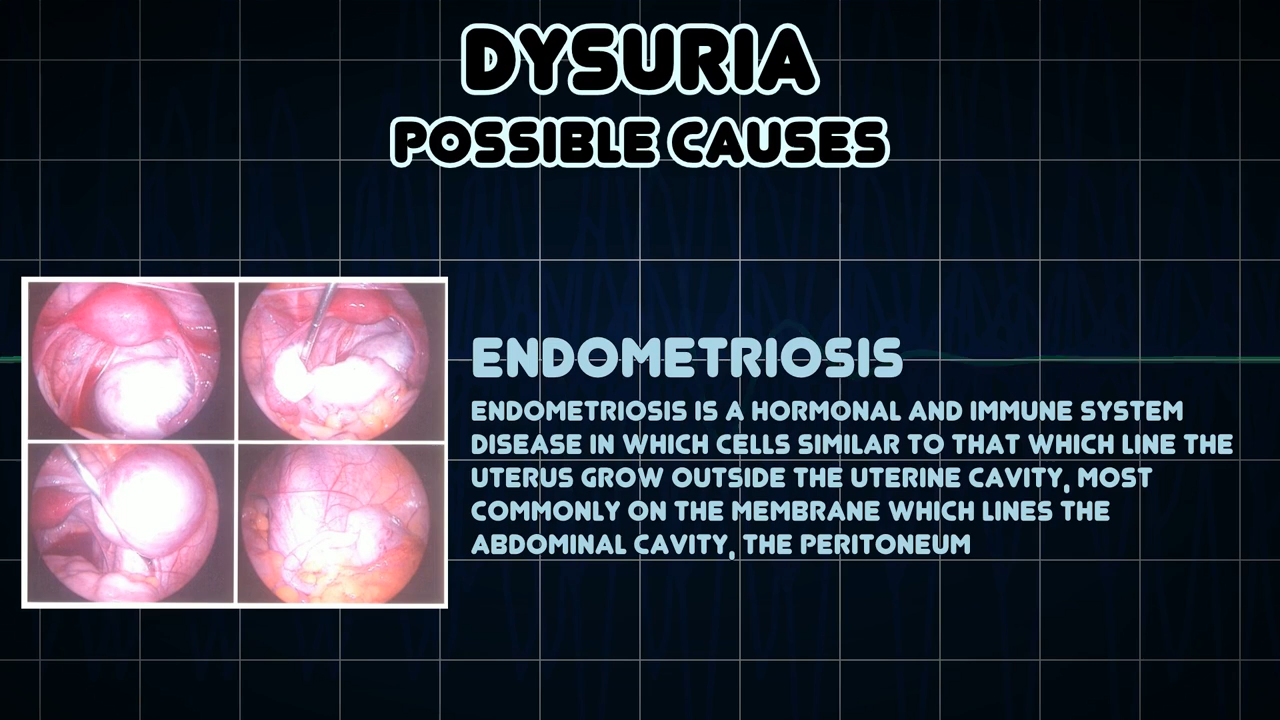 DYSURIA
POSSIBLE CAUSES
ENDOMETRIOSIS
ENDOMETRIOSIS IS A HORMONAL AND IMMUNE SYSTEM
DISEASE IN WHICH CELLS SIMILAR TO THAT WHICH LINE THE
UTERUS GROW OUTSIDE THE UTERINE CAVITY, MOST
COMMONLY ON THE MEMBRANE WHICH LINES THE
ABDOMINAL CAVITY, THE PERITONEUM